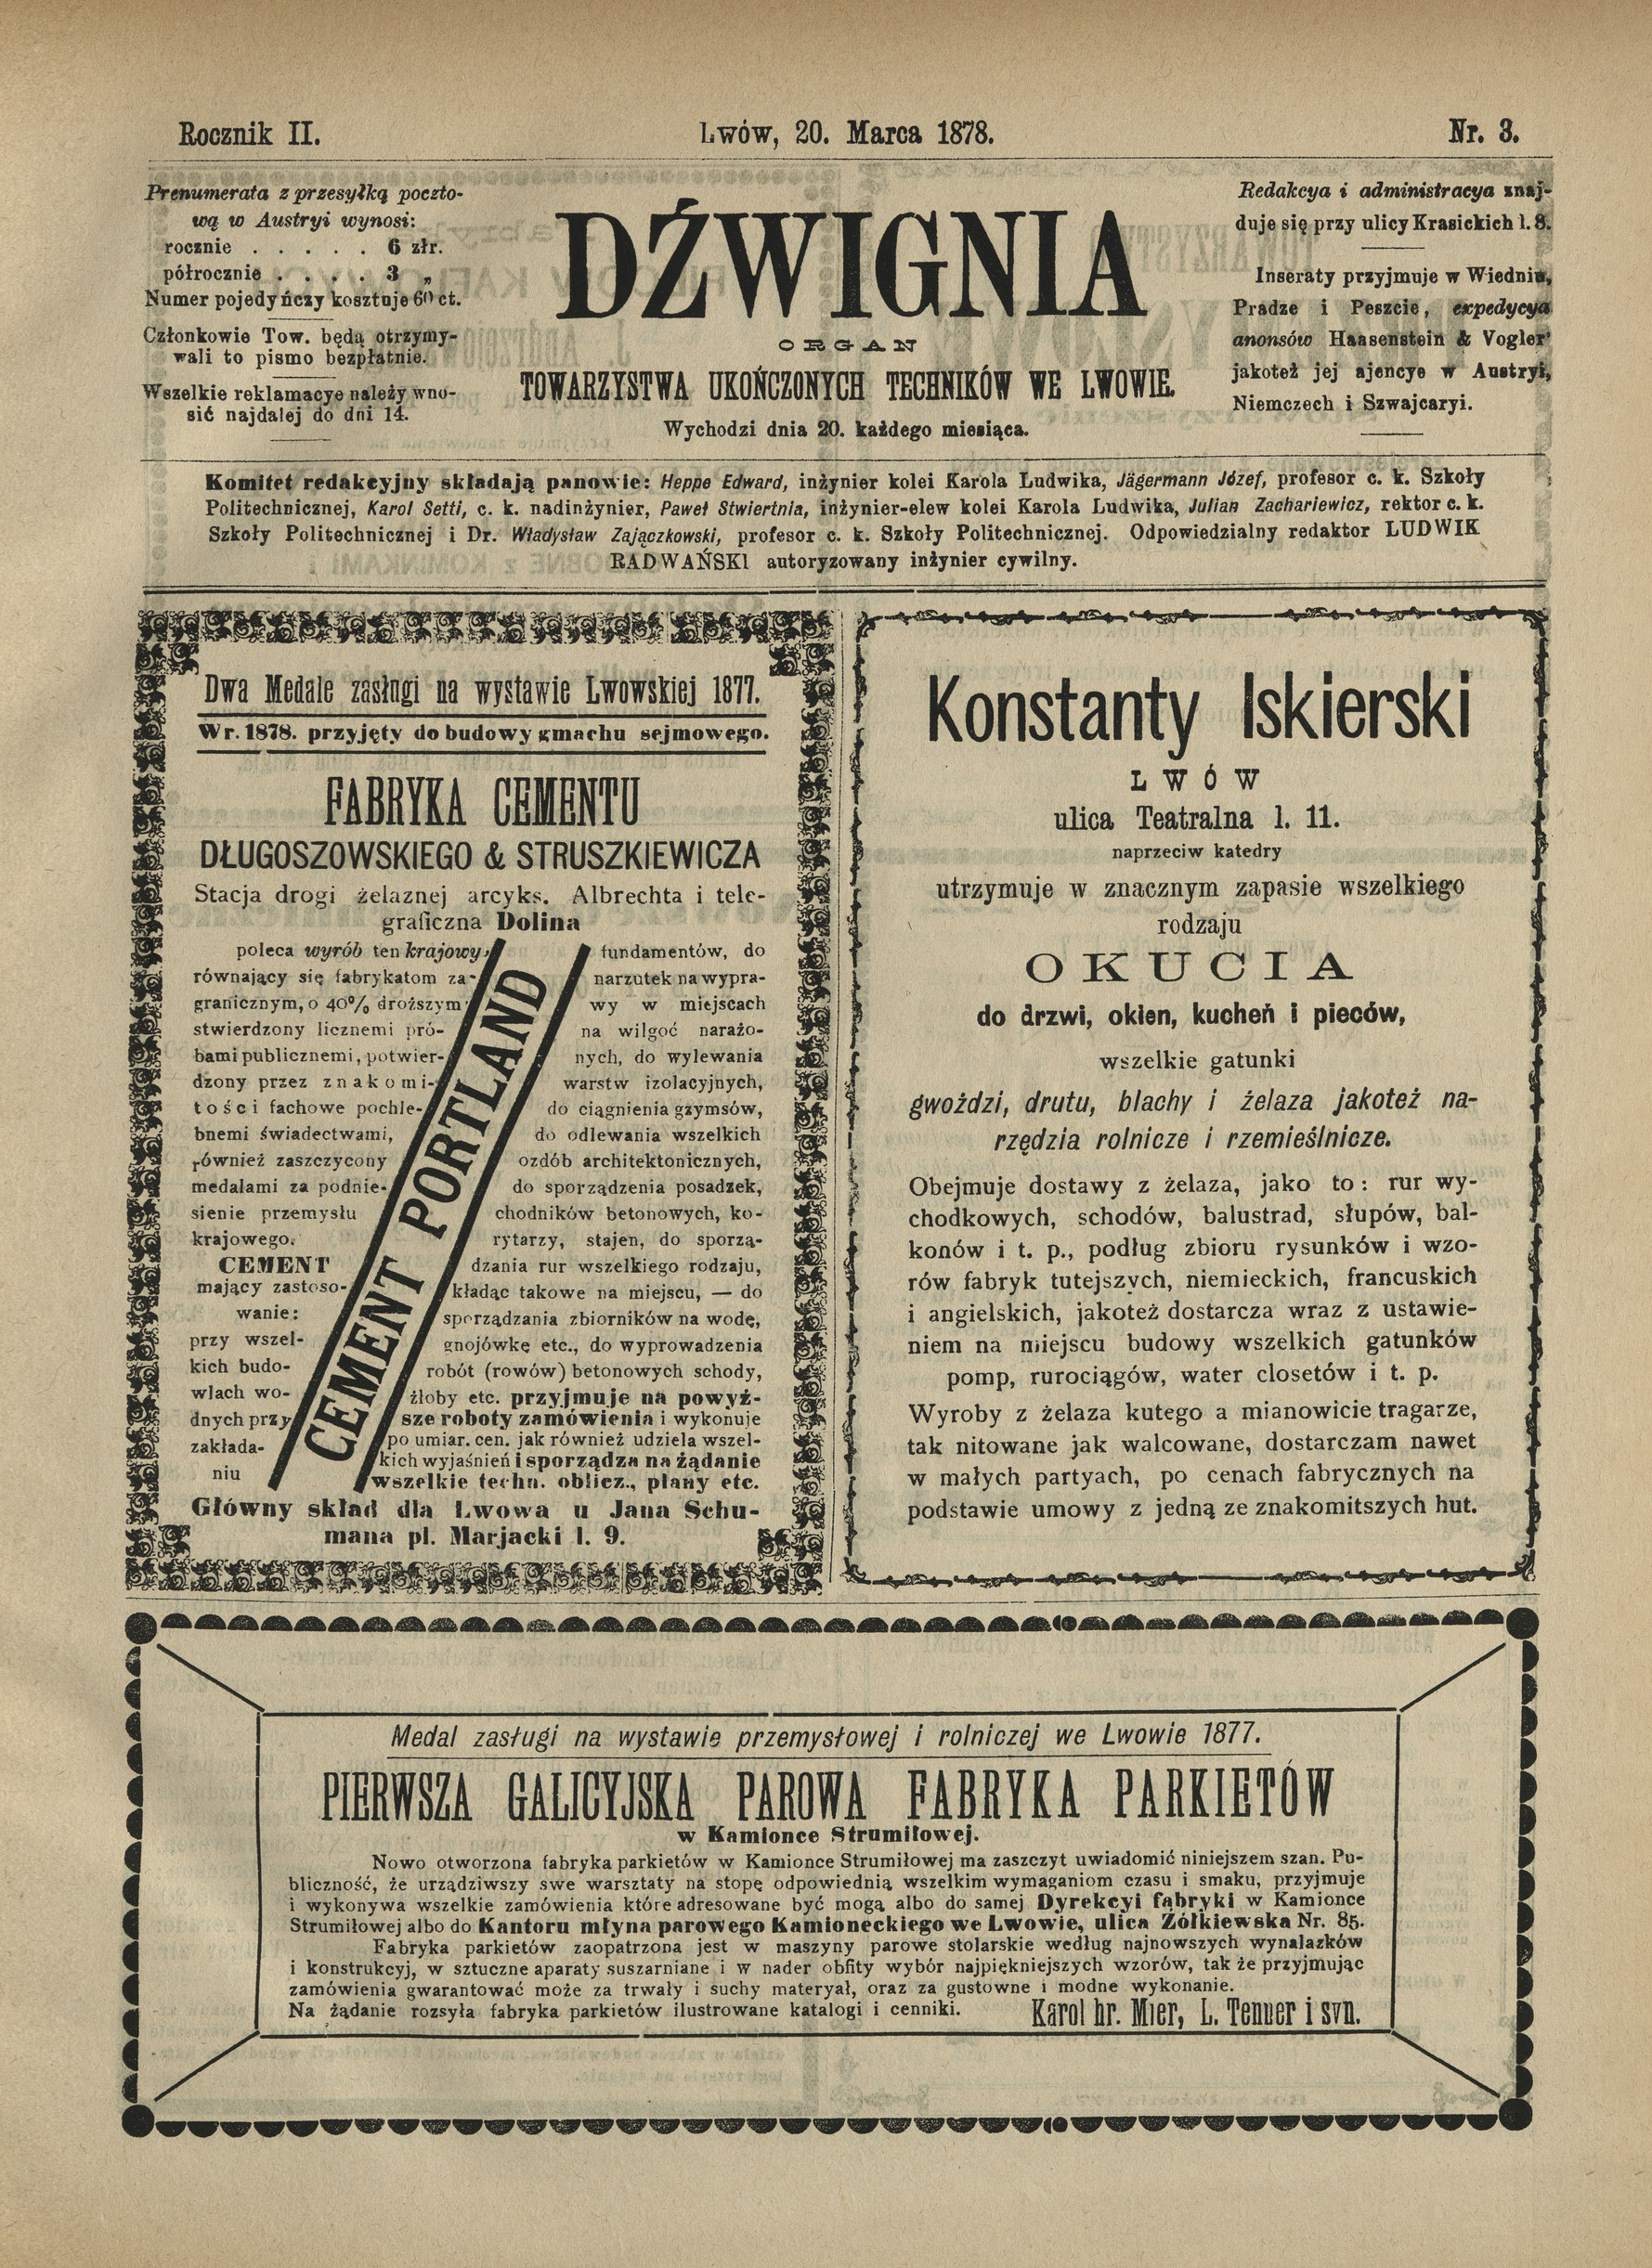 Rocznik II.
Lwów, 20. Marca 1878.
Nr. 3.
Prenumerata z przesyłką poczto-
wą w Austryi wynosi:
rocznie . . . . . 6 złr.
półrocznie . . . . 3 „
Numer pojedyńczy kosztuje 60 ct.
Członkowie Tow. będą otrzymy-
wali to pismo bezpłatnie.
Wszelkie reklamacye należy wno-
sić najdalej do dni 14.
DŹWIGNIA
ORGAN
TOWARZYSTWA UKOŃCZONYCH TECHNIKÓW WE LWOWIE.
Wychodzi dnia 20. każdego miesiąca.
Redakcya i administracya znaj-
duje się przy ulicy Krasickich l. 8.
Inseraty przyjmuje w Wiedniu,
Pradze i Peszcie, expedycya
anonsów Haasenstein & Vogler'
jakoteż jej ajencye w Austryi,
Niemczech i Szwajcaryi.
Komitet redakcyjny składają panowie: Heppe Edward, inżynier kolei Karola Ludwika, Jägermann Józef, profesor c. k. Szkoły
Politechnicznej, Karol Setti, c. k. nadinżynier, Paweł Stwiertnia, inżynier-elew kolei Karola Ludwika, Julian Zachariewicz, rektor c. k.
Szkoły Politechnicznej i Dr. Władysław Zajączkowski, profesor c. k. Szkoły Politechnicznej. Odpowiedzialny redaktor LUDWIK
RADWAŃSKI autoryzowany inżynier cywilny.
Dwa Medale zasługi na wystawie Lwowskiej 1877.
W r. 1878. przyjęty do budowy gmachu sejmowego.
FABRYKA CEMENTU
DŁUGOSZOWSKIEGO & STRUSZKIEWICZA
Stacja drogi żelaznej arcyks. Albrechta i tele-
graficzna Dolina
poleca wyrób ten krajowy,
równający się fabrykatom za-
granicznym, o 40% droższym
stwierdzony licznemi pró-
bami publicznemi, potwier-
dzony przez znakomi-
tości fachowe pochle-
bnemi świadectwami,
również zaszczycony
medalami za podnie-
sienie przemysłu
krajowego.
CEMENT
mający zastoso-
wanie:
przy wszel-
kich budo-
wlach wo-
dnych przy
zakłada-
niu
CEMENT PORTLAND
fundamentów, do
narzutek na wypra-
wy w miejscach
na wilgoć narażo-
nych, do wylewania
warstw izolacyjnych,
do ciągnienia gzymsów,
do odlewania wszelkich
ozdób architektonicznych,
do sporządzenia posadzek,
chodników betonowych, ko-
rytarzy, stajen, do sporzą-
dzania rur wszelkiego rodzaju,
kładąc takowe na miejscu, — do
sporządzania zbiorników na wodę,
gnojówkę etc., do wyprowadzenia
robót (rowów) betonowych schody,
żłoby etc. przyjmuje na powyż-
sze roboty zamówienia i wykonuje
po umiar. cen. jak również udziela wszel-
kich wyjaśnień i sporządza na żądanie
wszelkie techn. oblicz., plany etc.
Główny skład dla Lwowa u Jana Schu-
mana pl. Marjacki l. 9.
Konstanty Iskierski
LWÓW
ulica Teatralna l. 11.
naprzeciw katedry
utrzymuje w znacznym zapasie wszelkiego
rodzaju
OKUCIA
do drzwi, okien, kucheń i pieców,
wszelkie gatunki
gwoździ, drutu, blachy i żelaza jakoteż na-
rzędzia rolnicze i rzemieślnicze.
Obejmuje dostawy z żelaza, jako to: rur wy-
chodkowych, schodów, balustrad, słupów, bal-
konów i t. p., podług zbioru rysunków i wzo-
rów fabryk tutejszych, niemieckich, francuskich
i angielskich, jakoteż dostarcza wraz z ustawie-
niem na miejscu budowy wszelkich gatunków
pomp, rurociągów, water closetów i t. p.
Wyroby z żelaza kutego a mianowicie tragarze,
tak nitowane jak walcowane, dostarczam nawet
w małych partyach, po cenach fabrycznych na
podstawie umowy z jedną ze znakomitszych hut.
Medal zasługi na wystawie przemysłowej i rolniczej we Lwowie 1877.
PIERWSZA GALICYJSKA PAROWA FABRYKA PARKIETÓW
w Kamionce Strumiłowej.
Nowo otworzona fabryka parkietów w Kamionce Strumiłowej ma zaszczyt uwiadomić niniejszem szan. Pu-
bliczność, że urządziwszy swe warsztaty na stopę odpowiednią wszelkim wymaganiom czasu i smaku, przyjmuje
i wykonywa wszelkie zamówienia które adresowane być mogą albo do samej Dyrekcyi fabryki w Kamionce
Strumiłowej albo do Kantoru młyna parowego Kamioneckiego we Lwowie, ulica Żółkiewska Nr. 85.
Fabryka parkietów zaopatrzona jest w maszyny parowe stolarskie według najnowszych wynalazków
i konstrukcyj, w sztuczne aparaty suszarniane i w nader obfity wybór najpiękniejszych wzorów, tak że przyjmując
zamówienia gwarantować może za trwały i suchy materyał, oraz za gustowne i modne wykonanie.
Na żądanie rozsyła fabryka parkietów ilustrowane katalogi i cenniki.
Karol hr. Mier, L. Tenner i syn.